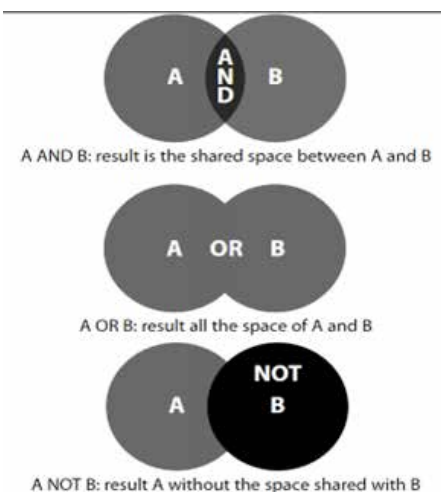 A AND B
A AND B: result is the shared space between A and B
A OR B
A OR B: result all the space of A and B
NOT
A B
A NOT B: result A without the space shared with B